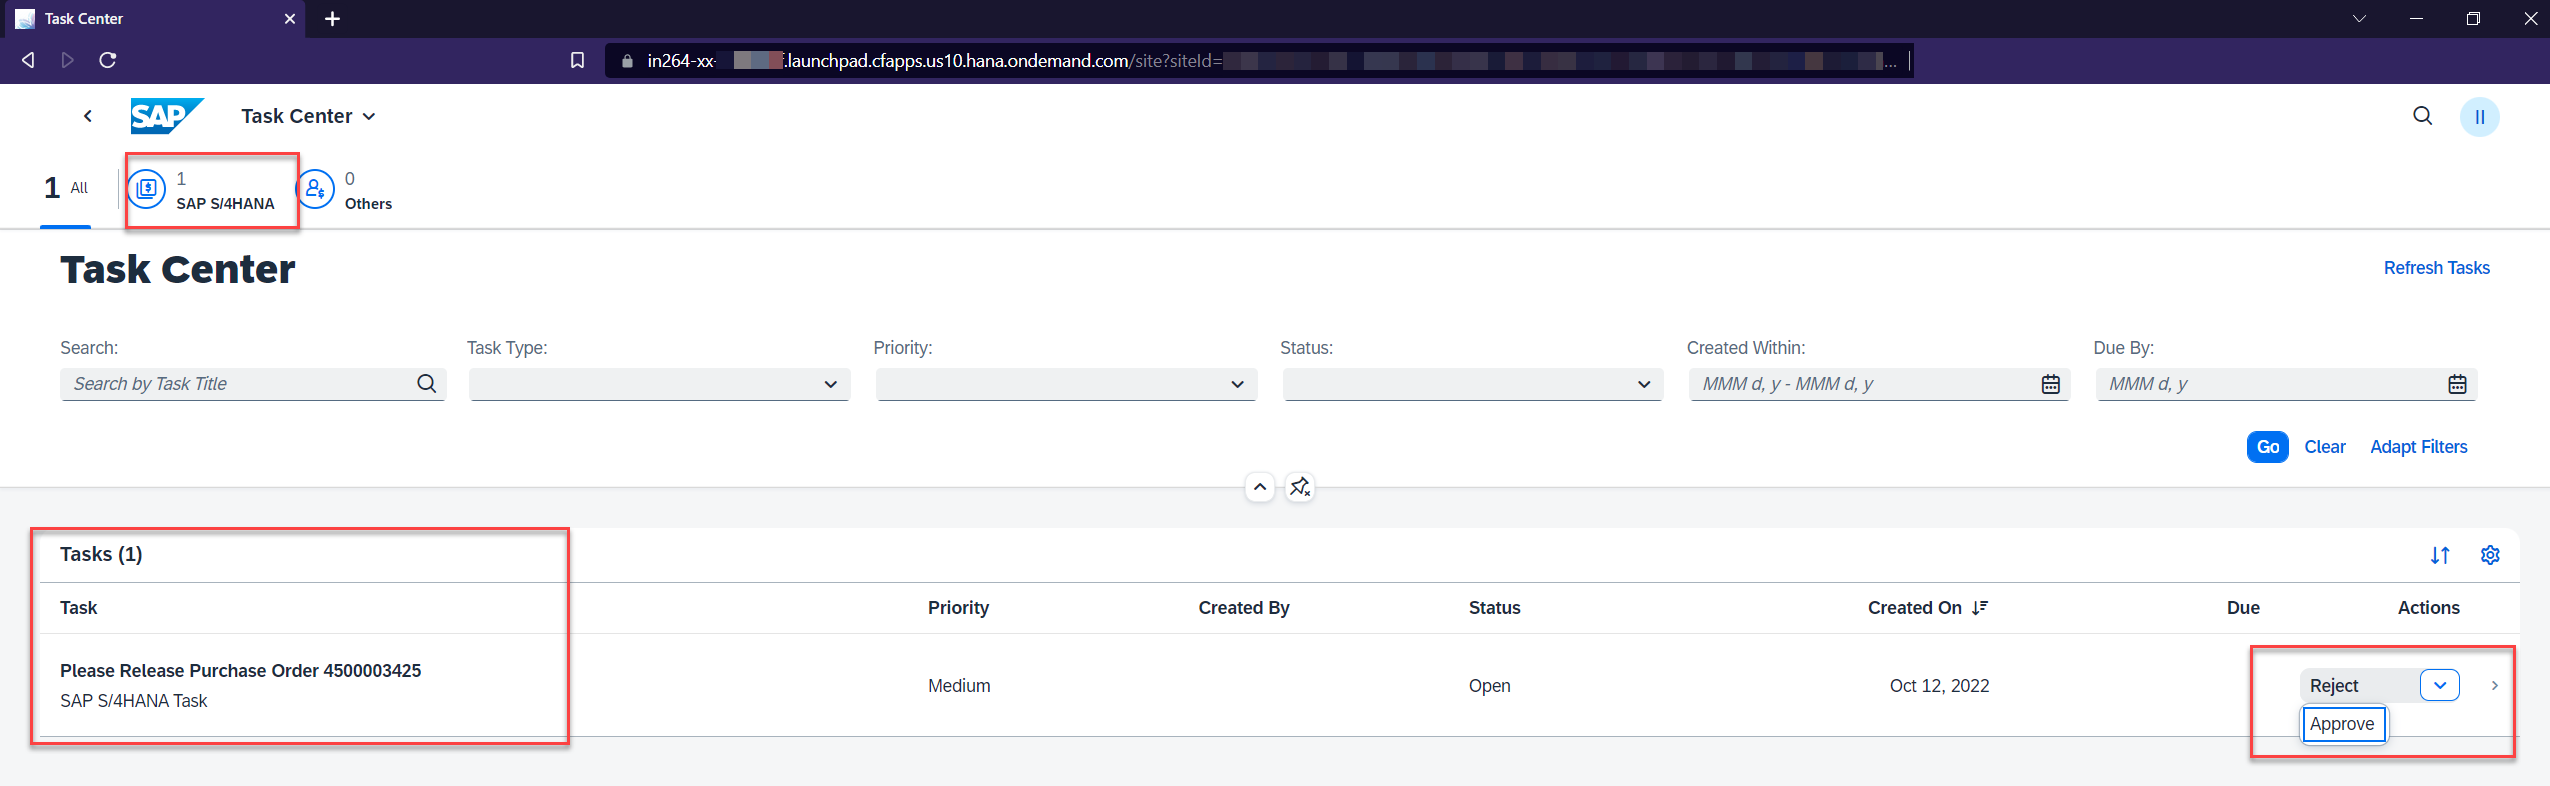 Task Center
in264-xx-
.launchpad.cfapps.us10.hana.ondemand.com/site?siteId=
...
SAP Task Center II
1 All
1
SAP S/4HANA
0
Others
Task Center
Refresh Tasks
Search: Task Type: Priority: Status: Created Within: Due By:
Search by Task Title MMM d, y - MMM d, y MMM d, y
Go Clear Adapt Filters
Tasks (1)
Task Priority Created By Status Created On Due Actions
Please Release Purchase Order 4500003425
SAP S/4HANA Task
Medium Open Oct 12, 2022 Reject
Approve